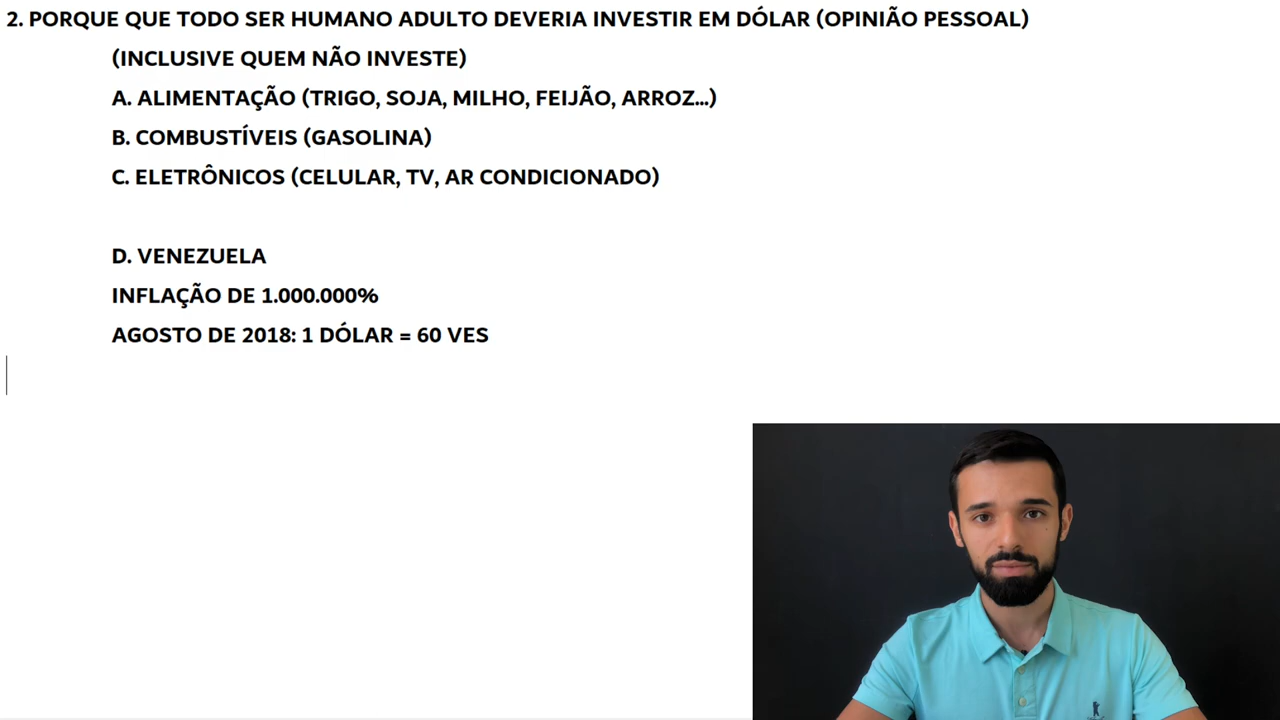 2. PORQUE QUE TODO SER HUMANO ADULTO DEVERIA INVESTIR EM DÓLAR (OPINIÃO PESSOAL)
(INCLUSIVE QUEM NÃO INVESTE)
A. ALIMENTAÇÃO (TRIGO, SOJA, MILHO, FEIJÃO, ARROZ...)
B. COMBUSTÍVEIS (GASOLINA)
C. ELETRÔNICOS (CELULAR, TV, AR CONDICIONADO)
D. VENEZUELA
INFLAÇÃO DE 1.000.000%
AGOSTO DE 2018: 1 DÓLAR = 60 VES